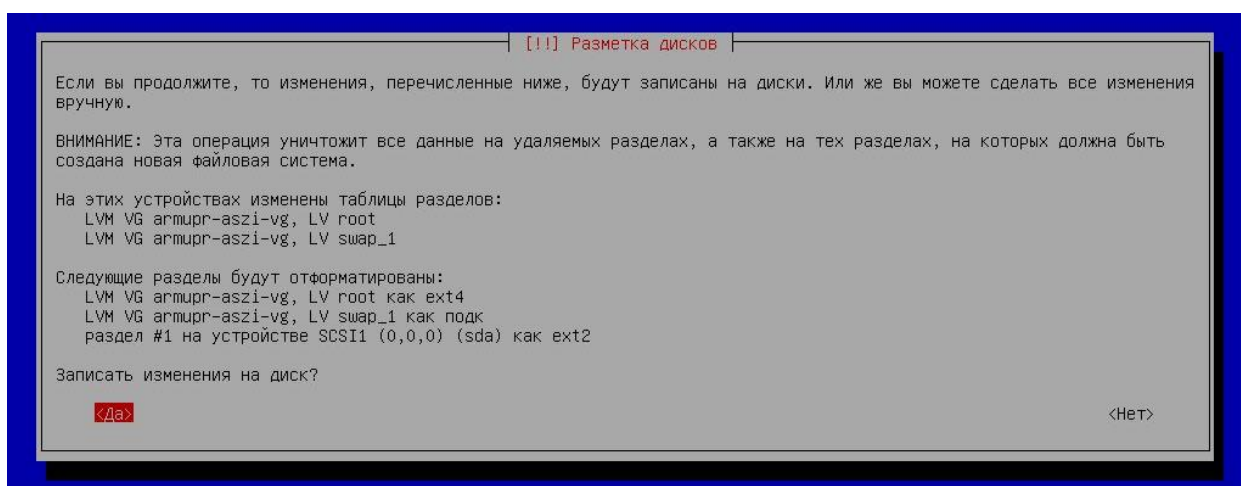 [!!] Разметка дисков
Если вы продолжите, то изменения, перечисленные ниже, будут записаны на диски. Или же вы можете сделать все изменения
вручную.
ВНИМАНИЕ: Эта операция уничтожит все данные на удаляемых разделах, а также на тех разделах, на которых должна быть
создана новая файловая система.
На этих устройствах изменены таблицы разделов:
LVM VG armupr-aszi-vg, LV root
LVM VG armupr-aszi-vg, LV swap_1
Следующие разделы будут отформатированы:
LVM VG armupr-aszi-vg, LV root как ext4
LVM VG armupr-aszi-vg, LV swap_1 как подк
раздел #1 на устройстве SCSI1 (0,0,0) (sda) как ext2
Записать изменения на диск?
<Да> <Нет>